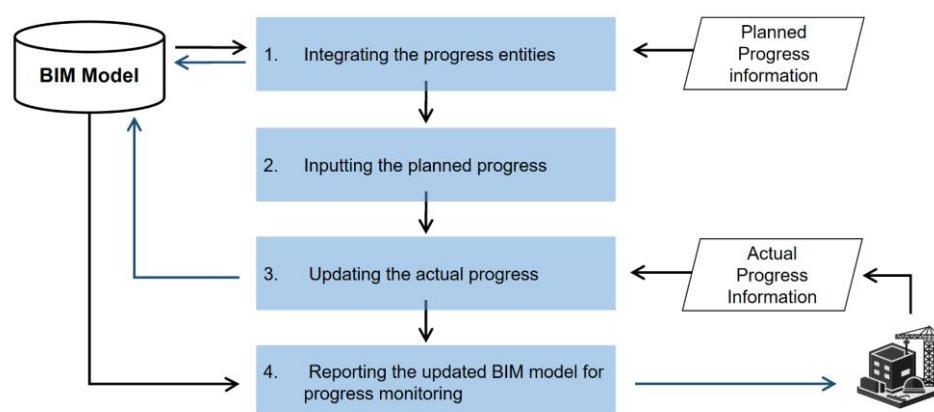 BIM Model
1. Integrating the progress entities
Planned
Progress
information
2. Inputting the planned progress
3. Updating the actual progress
Actual
Progress
Information
4. Reporting the updated BIM model for
progress monitoring